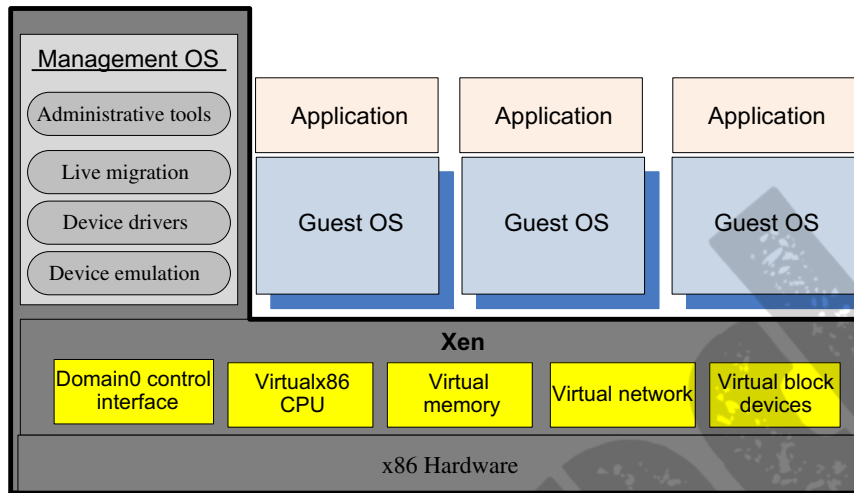 Management OS
Administrative tools
Live migration
Device drivers
Device emulation
Application
Application
Application
Guest OS
Guest OS
Guest OS
Xen
Domain0 control
interface
Virtualx86
CPU
Virtual
memory
Virtual network
Virtual block
devices
x86 Hardware